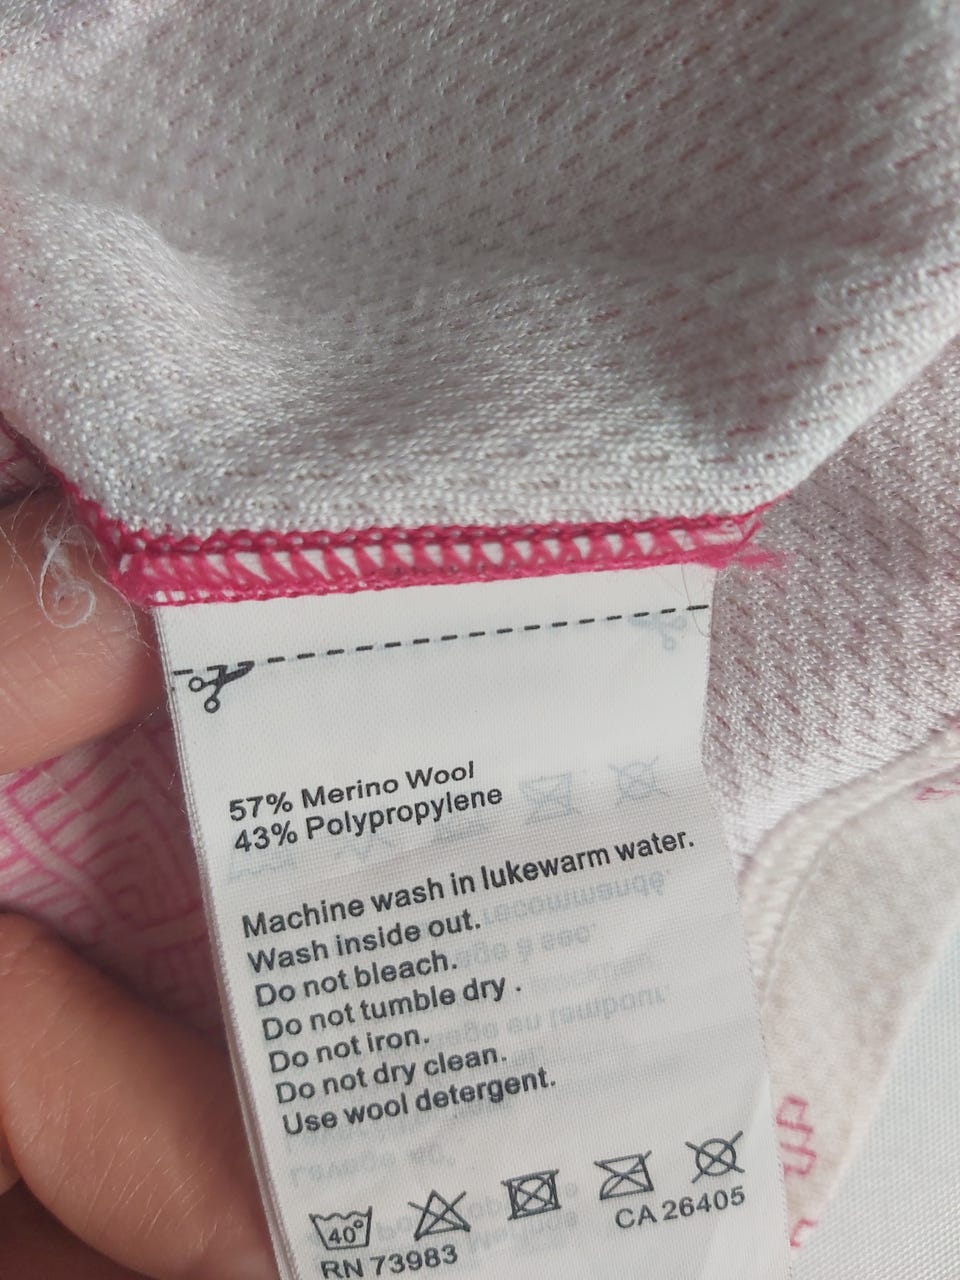 57% Merino Wool
43% Polypropylene
Machine wash in lukewarm water.
Wash inside out.
Do not bleach.
Do not tumble dry .
Do not iron.
Do not dry clean.
Use wool detergent.
40°
RN 73983
CA 26405